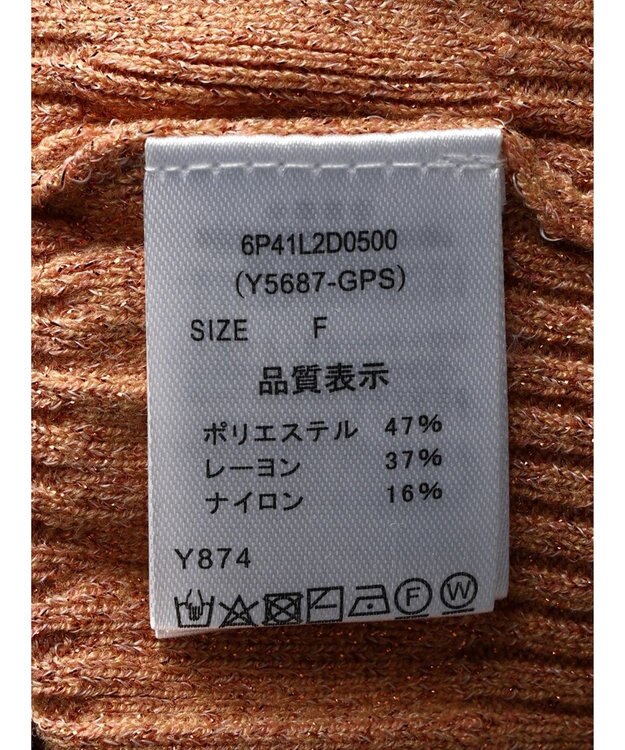 6P41L2D0500
(Y5687-GPS)
SIZE F
品質表示
ポリエステル 47%
レーヨン 37%
ナイロン 16%
Y874
F W